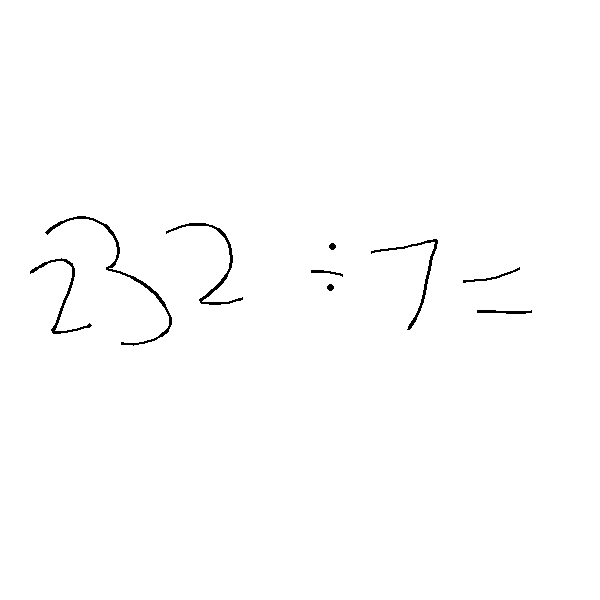 232 ÷ 7 =